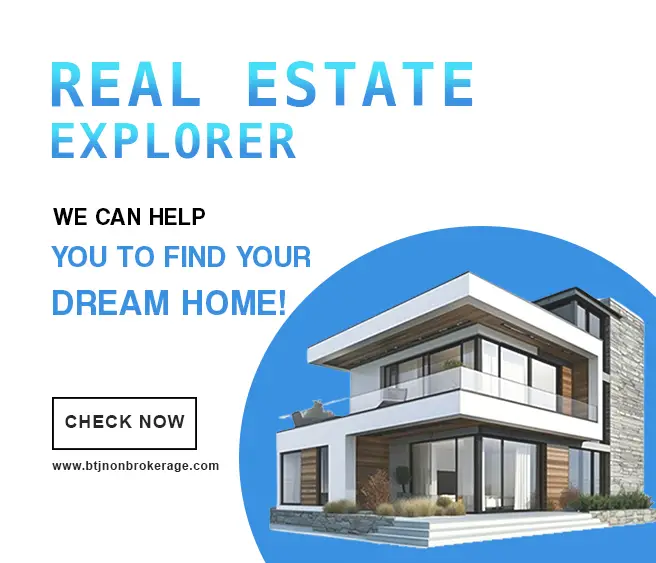 REAL ESTATE
EXPLORER
WE CAN HELP
YOU TO FIND YOUR
DREAM HOME!
CHECK NOW
www.btjnonbrokerage.com